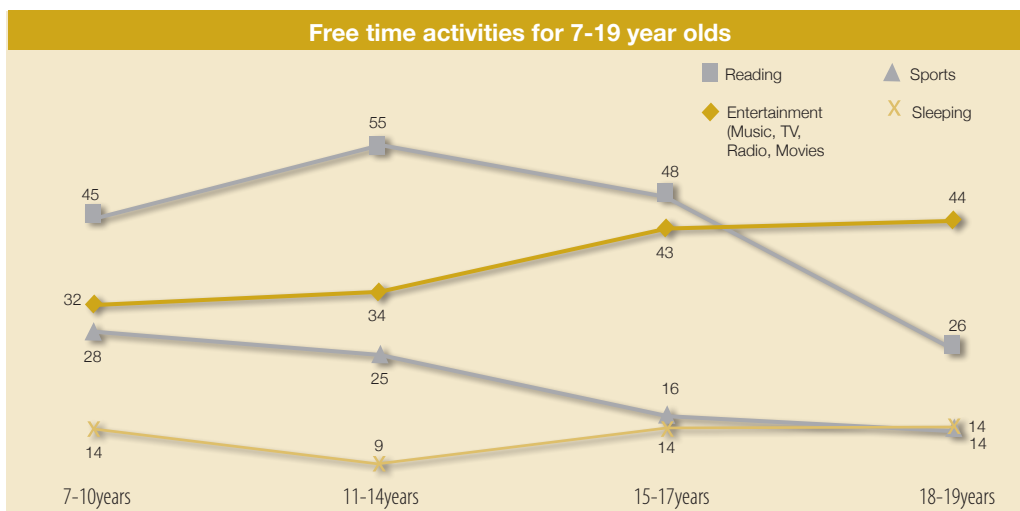 Free time activities for 7-19 year olds
Reading
Sports
Entertainment
(Music, TV,
Radio, Movies
Sleeping
55
45
48
44
43
32
34
26
28
25
16
14
9
14
14
14
7-10years
11-14years
15-17years
18-19years